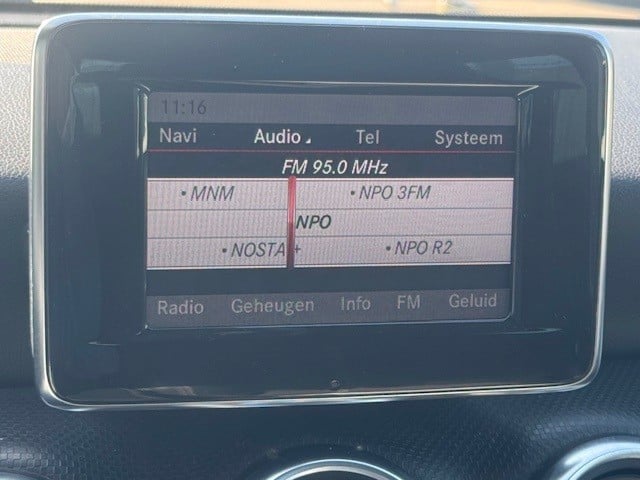 11:16
Navi Audio Tel Systeem
FM 95.0 MHz
• MNM • NPO 3FM
NPO
• NOSTA + • NPO R2
Radio Geheugen Info FM Geluid